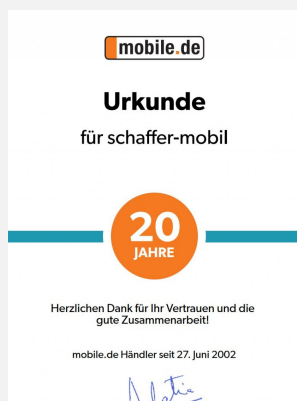 mobile.de
Urkunde
für schaffer-mobil
20
JAHRE
Herzlichen Dank für Ihr Vertrauen und die
gute Zusammenarbeit!
mobile.de Händler seit 27. Juni 2002